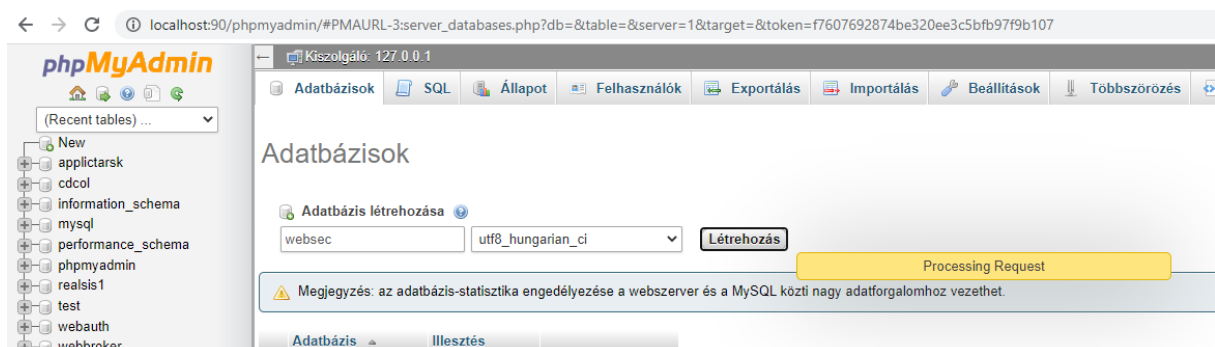 localhost:90/phpmyadmin/#PMAURL-3:server_databases.php?db=&table=&server=1&target=&token=f7607692874be320ee3c5bfb97f9b107
phpMyAdmin
(Recent tables) ...
New
applictarsk
cdcol
information_schema
mysql
performance_schema
phpmyadmin
realsis1
test
webauth
webbroker
Kiszolgáló: 127.0.0.1
Adatbázisok SQL Állapot Felhasználók Exportálás Importálás Beállítások Többszörözés
Adatbázisok
Adatbázis létrehozása
websec utf8_hungarian_ci Létrehozás
Processing Request
Megjegyzés: az adatbázis-statisztika engedélyezése a webszerver és a MySQL közti nagy adatforgalomhoz vezethet.
Adatbázis Illesztés